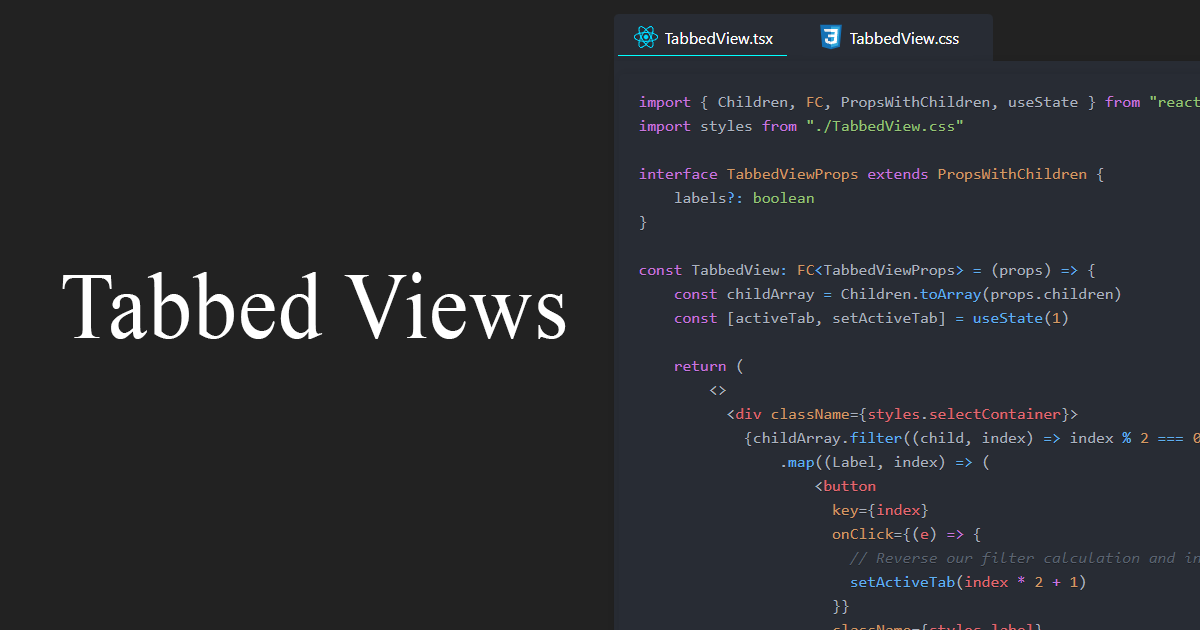 Tabbed Views
TabbedView.tsx TabbedView.css
import { Children, FC, PropsWithChildren, useState } from "react
import styles from "./TabbedView.css"
interface TabbedViewProps extends PropsWithChildren {
labels?: boolean
}
const TabbedView: FC<TabbedViewProps> = (props) => {
const childArray = Children.toArray(props.children)
const [activeTab, setActiveTab] = useState(1)
return (
<>
<div className={styles.selectContainer}>
{childArray.filter((child, index) => index % 2 === 0
.map((Label, index) => (
<button
key={index}
onClick={(e) => {
// Reverse our filter calculation and in
setActiveTab(index * 2 + 1)
}}
className={styles.label}